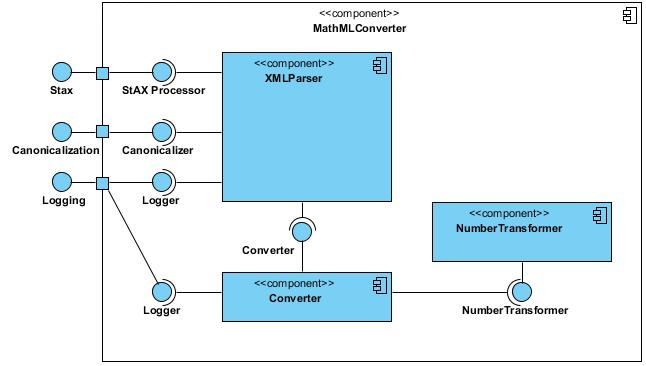 <<component>>
MathMLConverter
<<component>>
XMLParser
Stax
StAX Processor
Canonicalization
Canonicalizer
Logging
Logger
<<component>>
NumberTransformer
Converter
<<component>>
Converter
Logger
NumberTransformer